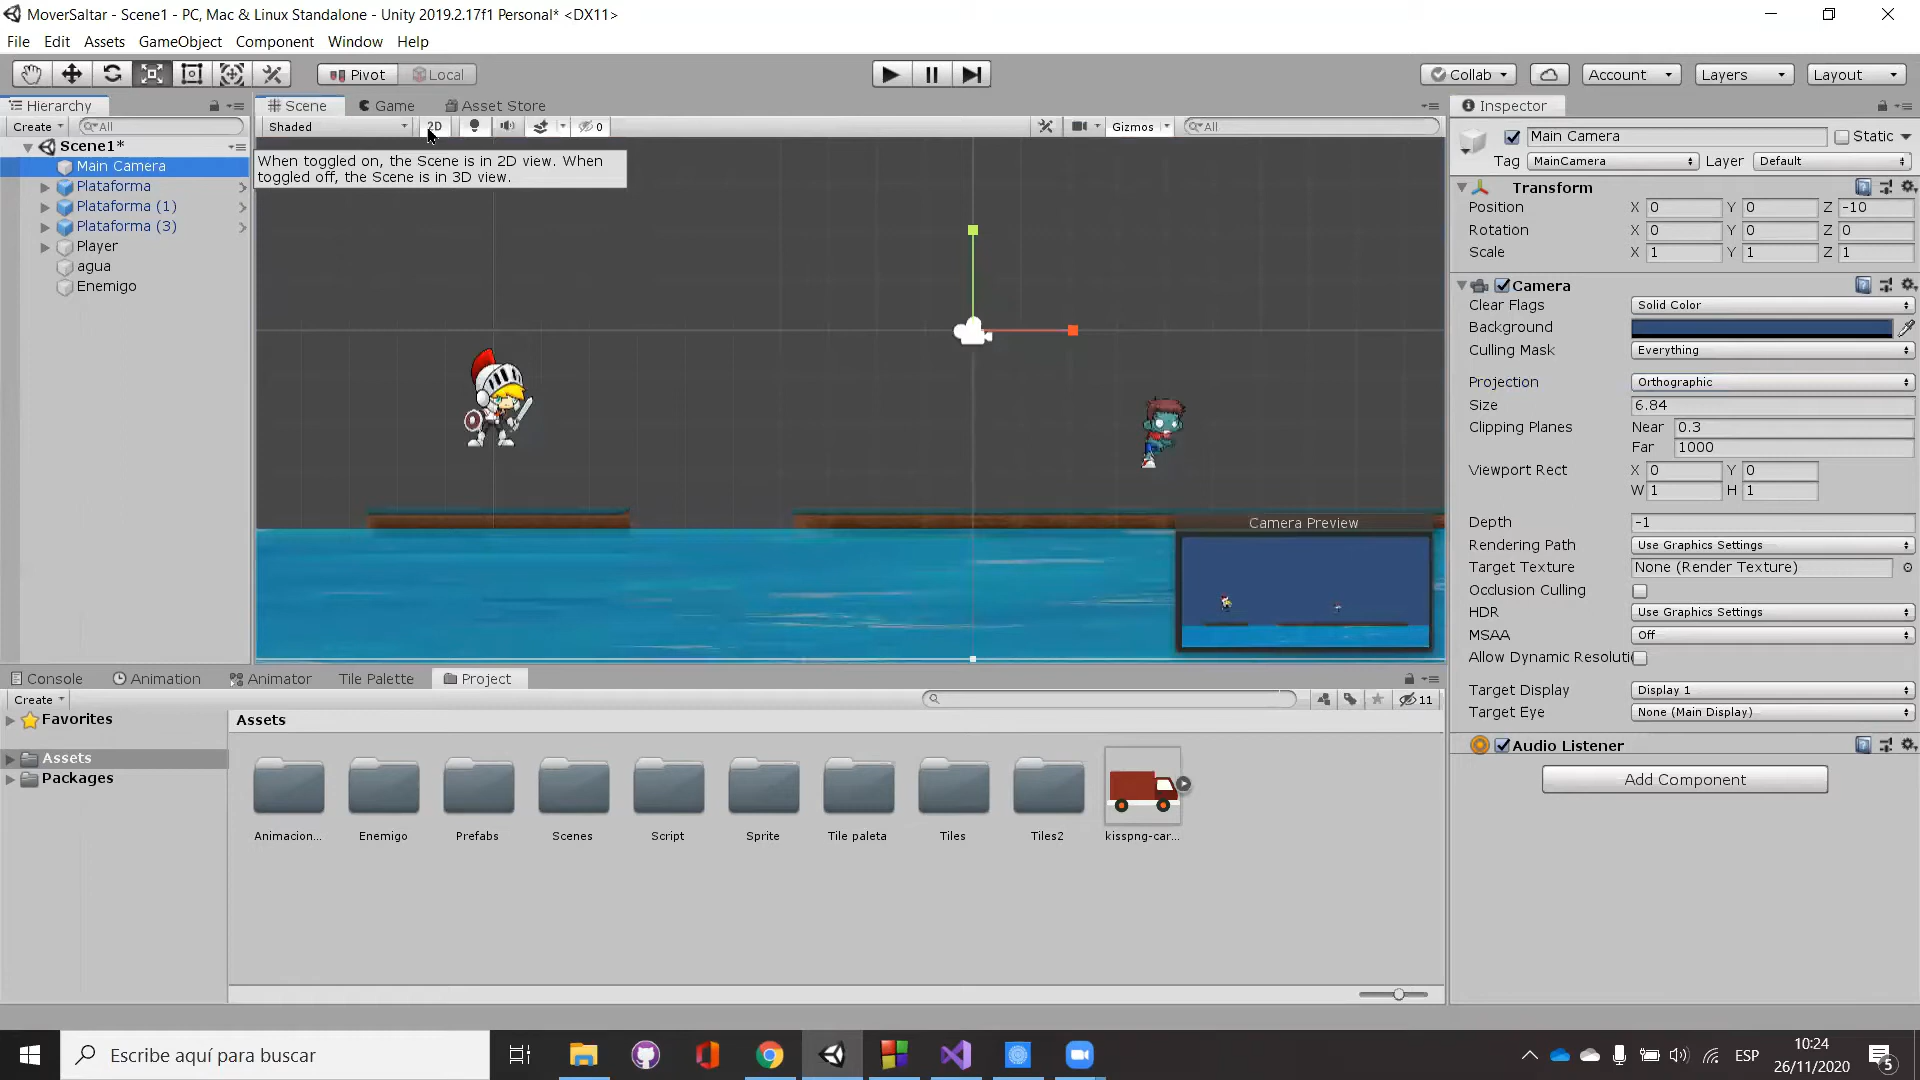 MoverSaltar - Scene1 - PC, Mac & Linux Standalone - Unity 2019.2.17f1 Personal* <DX11>
File Edit Assets GameObject Component Window Help
Pivot Local Collab Account Layers Layout
Hierarchy
Create All
Scene1*
Main Camera
Plataforma
Plataforma (1)
Plataforma (3)
Player
agua
Enemigo
Scene Game Asset Store
Shaded 2D 0 Gizmos All
When toggled on, the Scene is in 2D view. When
toggled off, the Scene is in 3D view.
Camera Preview
Inspector
Main Camera Static
Tag MainCamera Layer Default
Transform
Position X 0 Y 0 Z -10
Rotation X 0 Y 0 Z 0
Scale X 1 Y 1 Z 1
Camera
Clear Flags Solid Color
Background
Culling Mask Everything
Projection Orthographic
Size 6.84
Clipping Planes Near 0.3
Far 1000
Viewport Rect X 0 Y 0
W 1 H 1
Depth -1
Rendering Path Use Graphics Settings
Target Texture None (Render Texture)
Occlusion Culling
HDR Use Graphics Settings
MSAA Off
Allow Dynamic Resoluti
Target Display Display 1
Target Eye None (Main Display)
Audio Listener
Add Component
Console Animation Animator Tile Palette Project
Create 11
Favorites
Assets
Packages
Assets
Animacion... Enemigo Prefabs Scenes Script Sprite Tile paleta Tiles Tiles2 kisspng-car...
Escribe aquí para buscar
ESP
10:24
26/11/2020
5